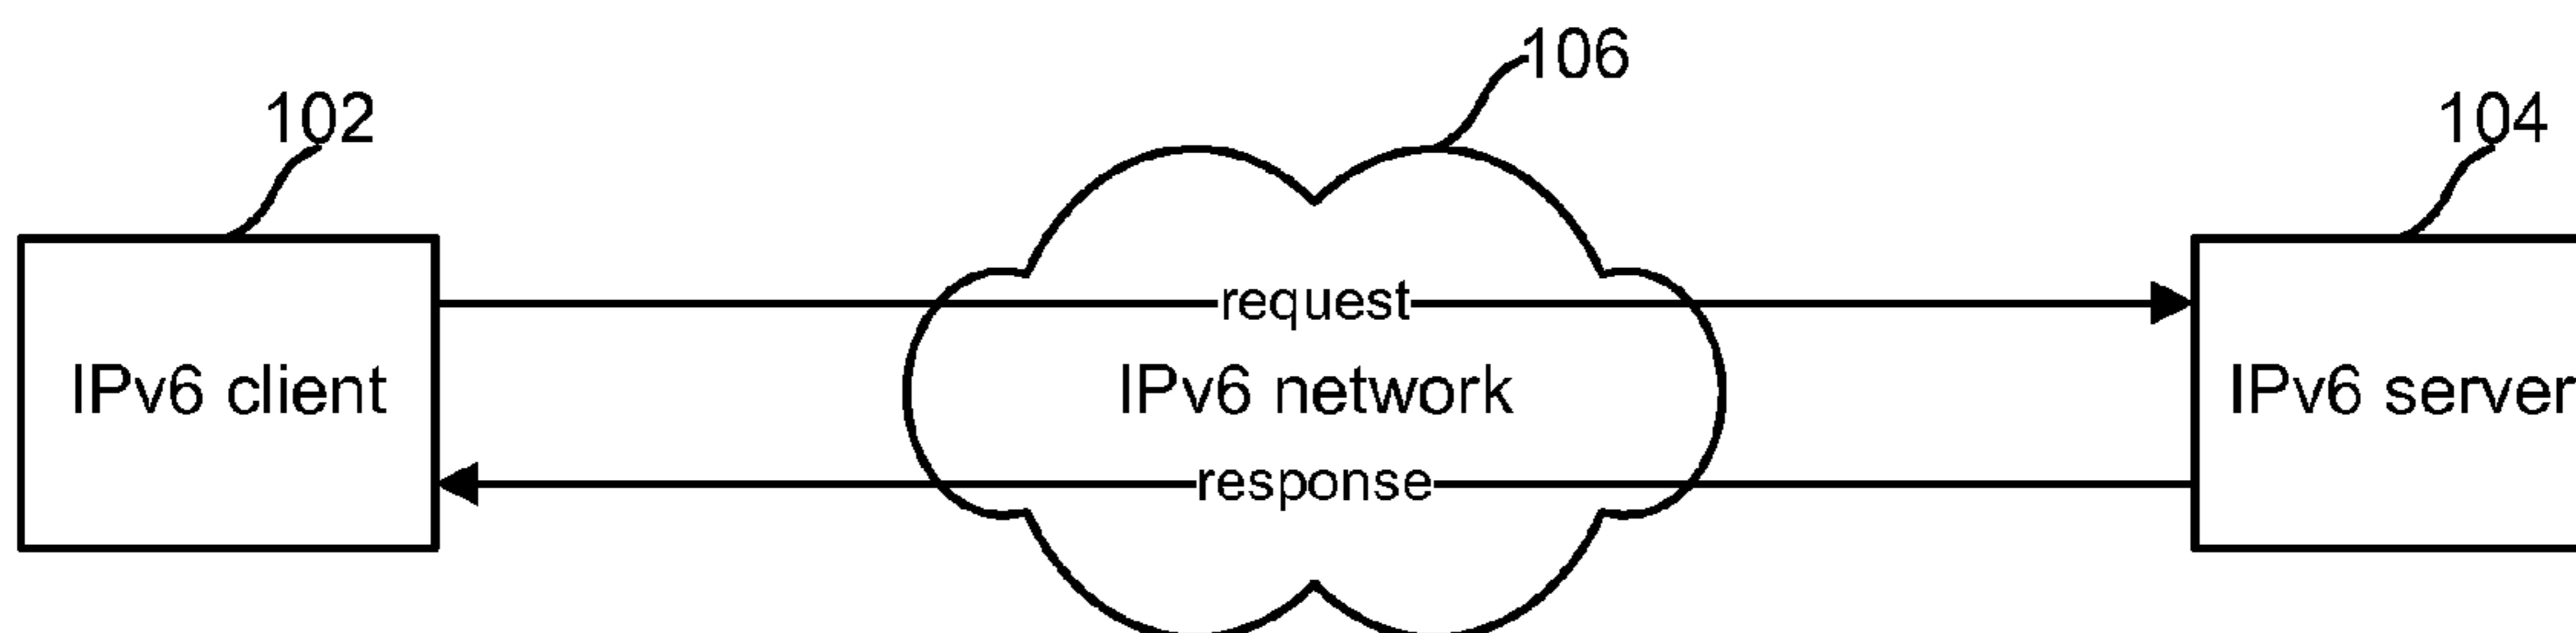 106
102
104
request
IPv6 client
IPv6 network
IPv6 server
response